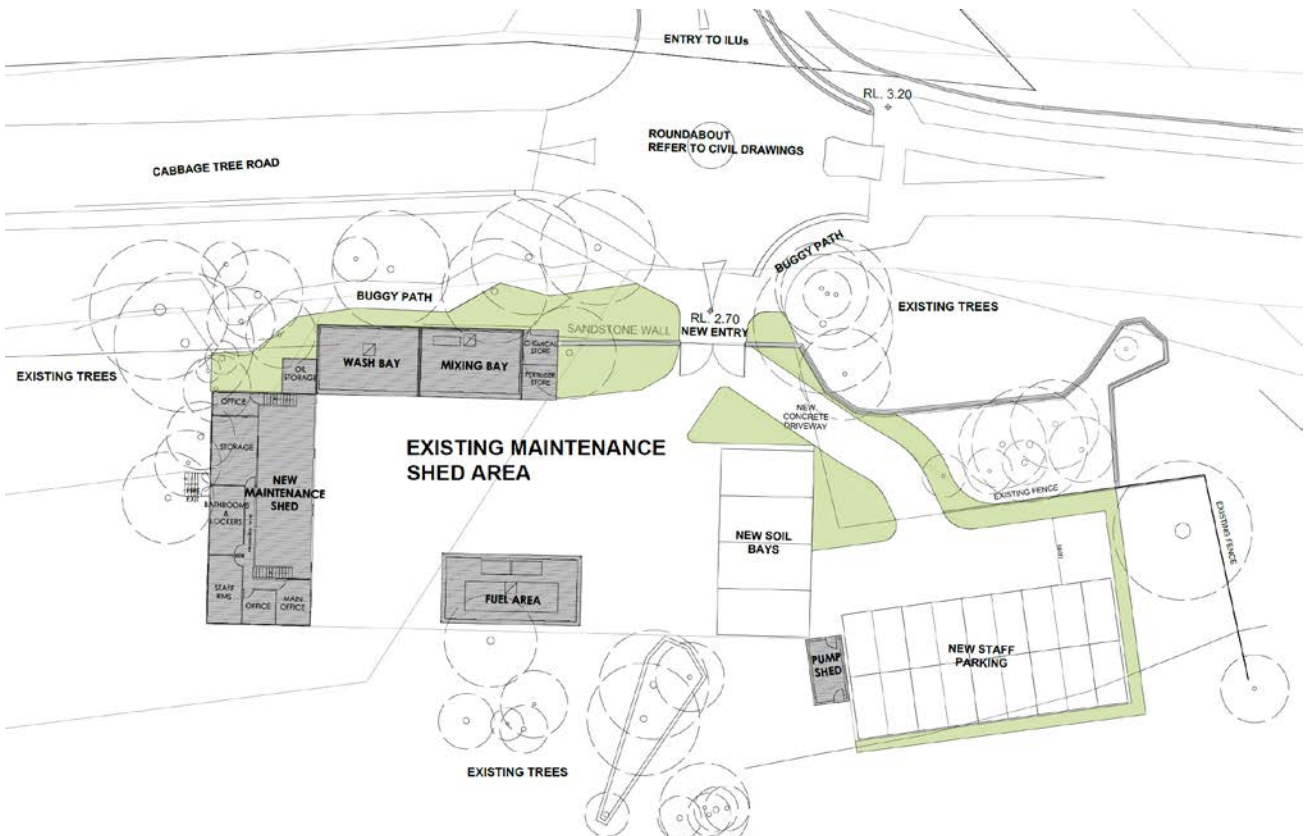 ENTRY TO ILUs
RL. 3.20
ROUNDABOUT
REFER TO CIVIL DRAWINGS
CABBAGE TREE ROAD
BUGGY PATH
BUGGY PATH
EXISTING TREES
RL. 2.70
NEW ENTRY
SANDSTONE WALL
EXISTING TREES
WASH BAY
MIXING BAY
CHEMICAL
STORE
FERTILISER
STORE
OIL
STORAGE
OFFICE
STORAGE
NEW
MAINTENANCE
SHED
FIRE
EXIT
BATHROOMS
&
LOCKERS
STAFF
RMS
OFFICE
MAIN
OFFICE
EXISTING MAINTENANCE
SHED AREA
NEW
CONCRETE
DRIVEWAY
EXISTING FENCE
EXISTING FENCE
NEW SOIL
BAYS
FUEL AREA
PUMP
SHED
NEW STAFF
PARKING
EXISTING TREES